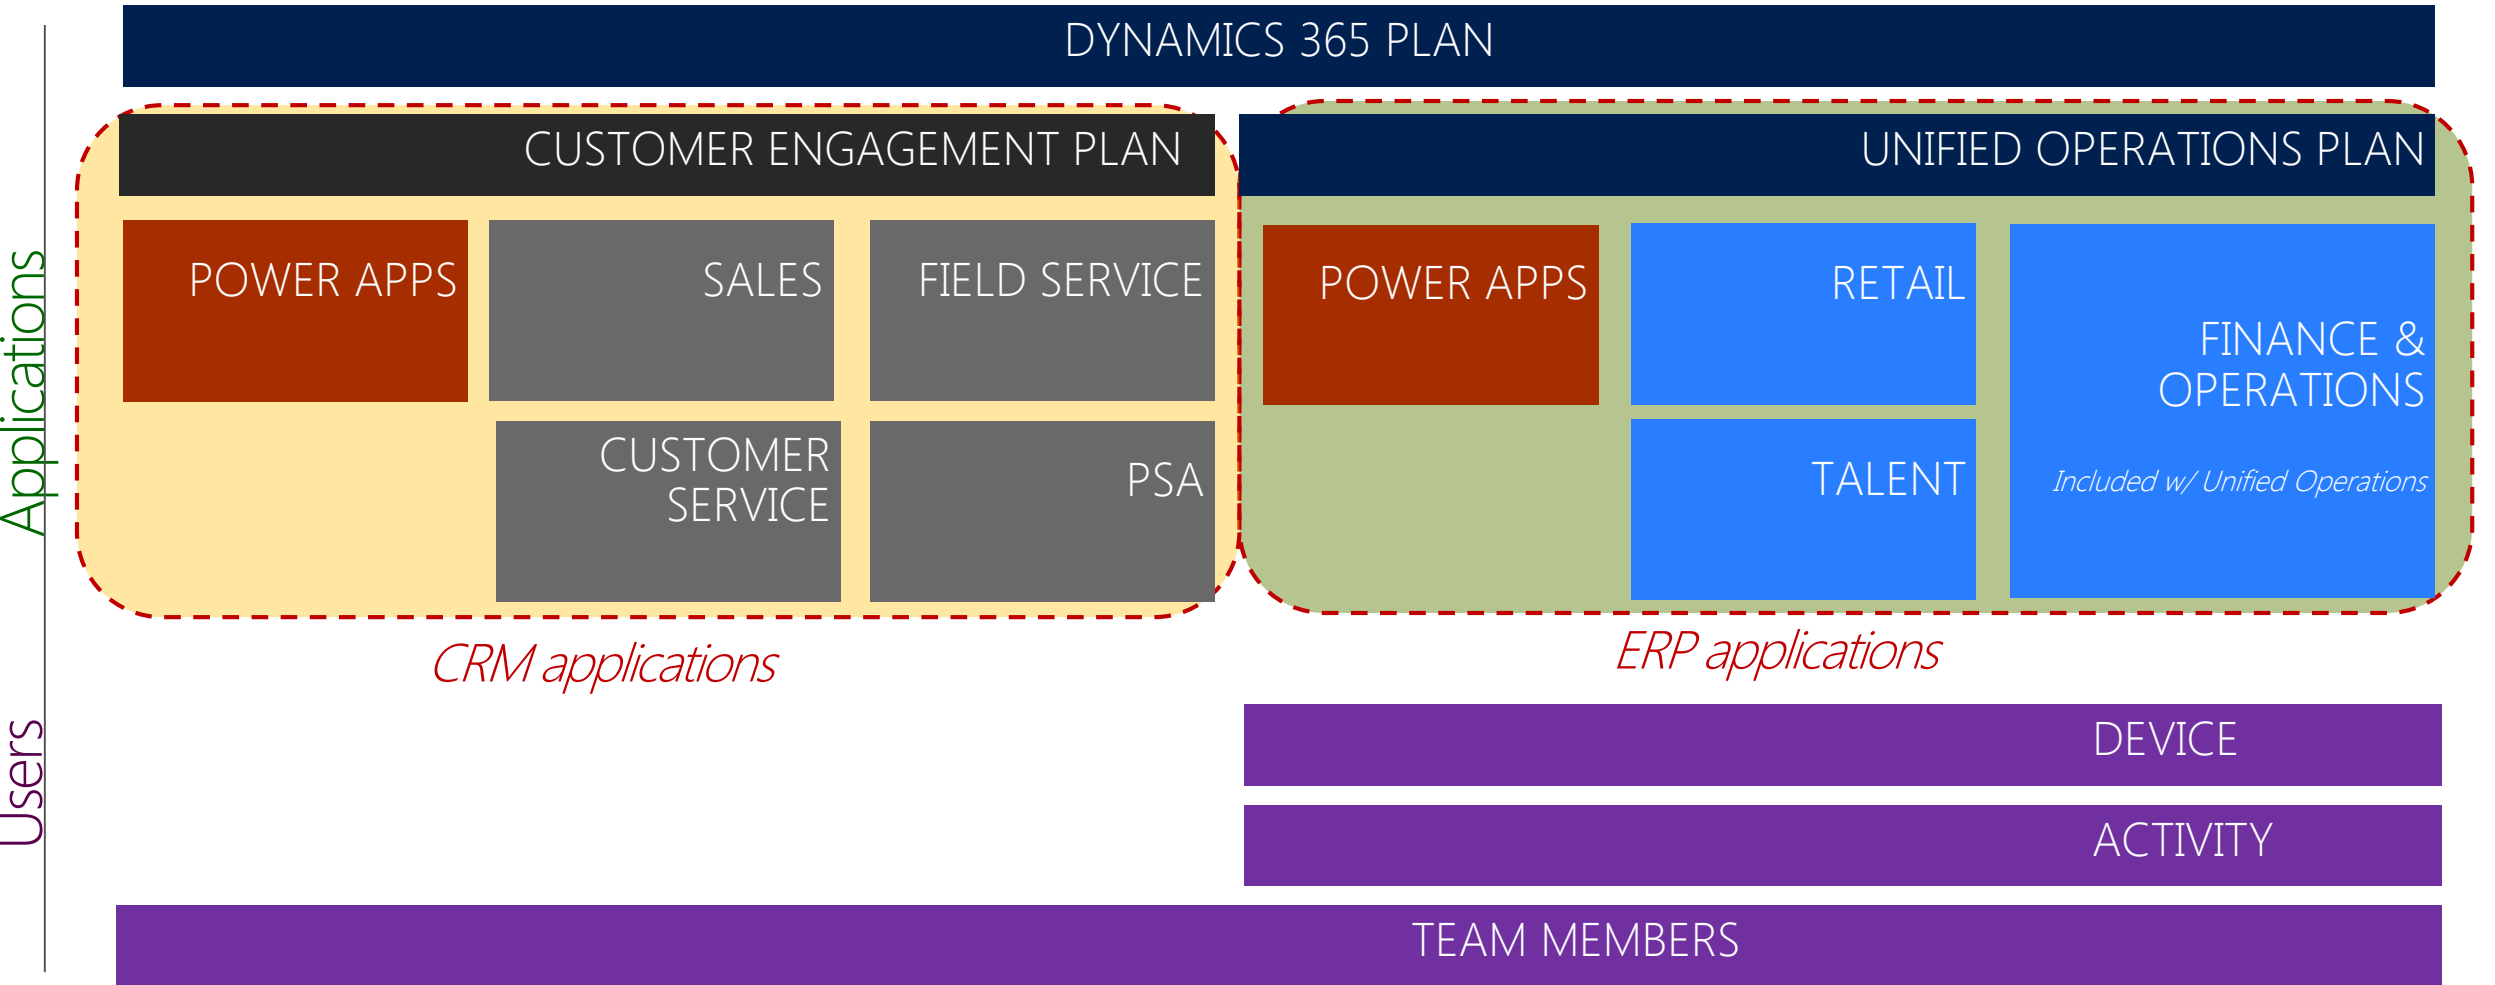 DYNAMICS 365 PLAN
CUSTOMER ENGAGEMENT PLAN
UNIFIED OPERATIONS PLAN
Applications
POWER APPS
SALES
FIELD SERVICE
CUSTOMER
SERVICE
PSA
POWER APPS
RETAIL
TALENT
FINANCE &
OPERATIONS
Included w/ Unified Operations
CRM applications
ERP applications
Users
DEVICE
ACTIVITY
TEAM MEMBERS